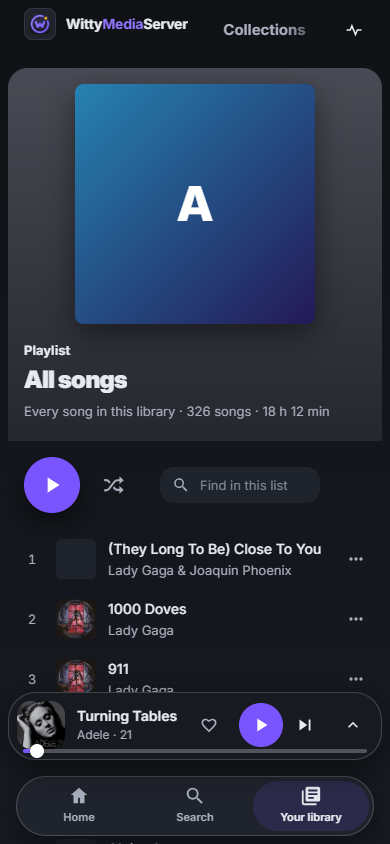 WittyMediaServer
Collections
A
Playlist
All songs
Every song in this library · 326 songs · 18 h 12 min
Find in this list
1
(They Long To Be) Close To You
Lady Gaga & Joaquin Phoenix
2
1000 Doves
Lady Gaga
3
911
Lady Gaga
Turning Tables
Adele · 21
Home
Search
Your library